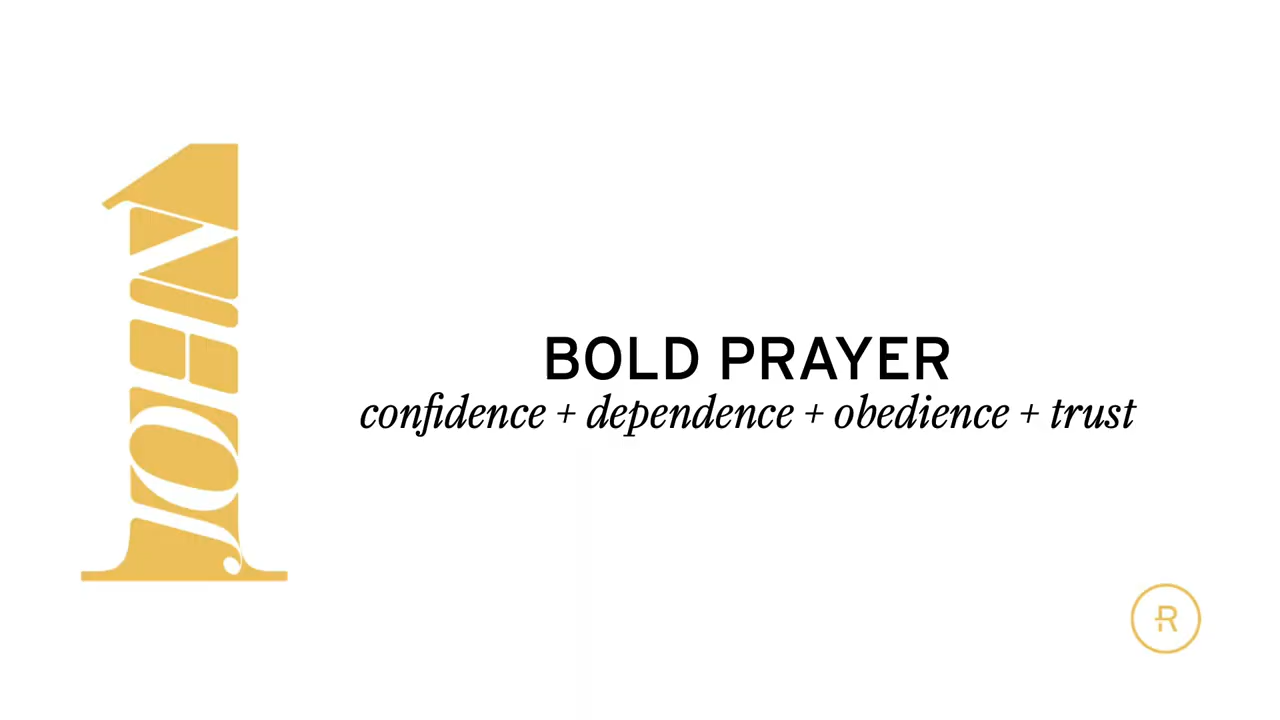 1
JOHN
BOLD PRAYER
confidence + dependence + obedience + trust
R